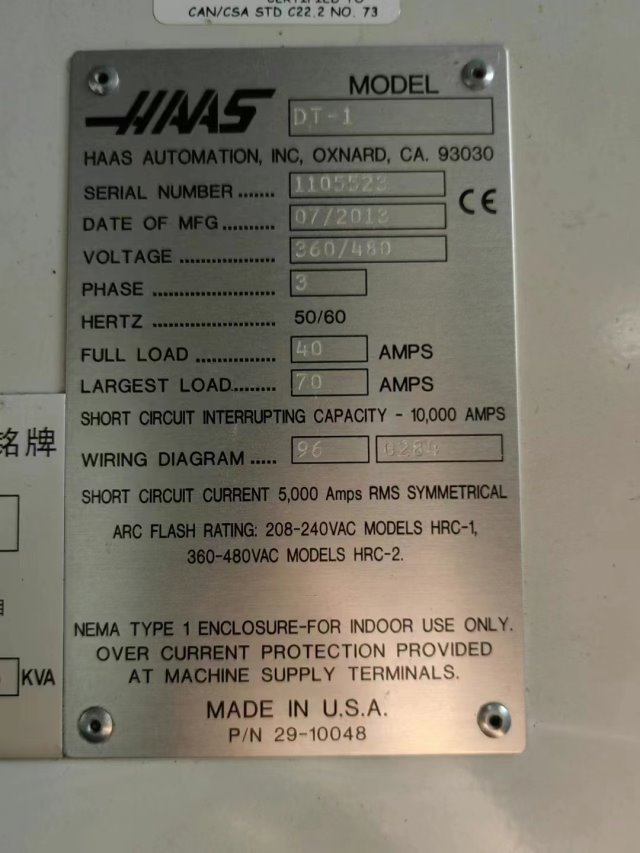 CERTIFIED TO
CAN/CSA STD C22.2 NO. 73
HAAS
MODEL
DT-1
HAAS AUTOMATION, INC, OXNARD, CA. 93030
SERIAL NUMBER ....... 1105523
CE
DATE OF MFG.......... 07/2013
VOLTAGE .................. 360/480
PHASE ....................... 3
HERTZ ....................... 50/60
FULL LOAD ............... 40 AMPS
LARGEST LOAD........ 70 AMPS
SHORT CIRCUIT INTERRUPTING CAPACITY - 10,000 AMPS
WIRING DIAGRAM ..... 96 0284
SHORT CIRCUIT CURRENT 5,000 Amps RMS SYMMETRICAL
ARC FLASH RATING: 208-240VAC MODELS HRC-1,
360-480VAC MODELS HRC-2.
NEMA TYPE 1 ENCLOSURE-FOR INDOOR USE ONLY.
OVER CURRENT PROTECTION PROVIDED
AT MACHINE SUPPLY TERMINALS.
MADE IN U.S.A.
P/N 29-10048
铭牌
KVA